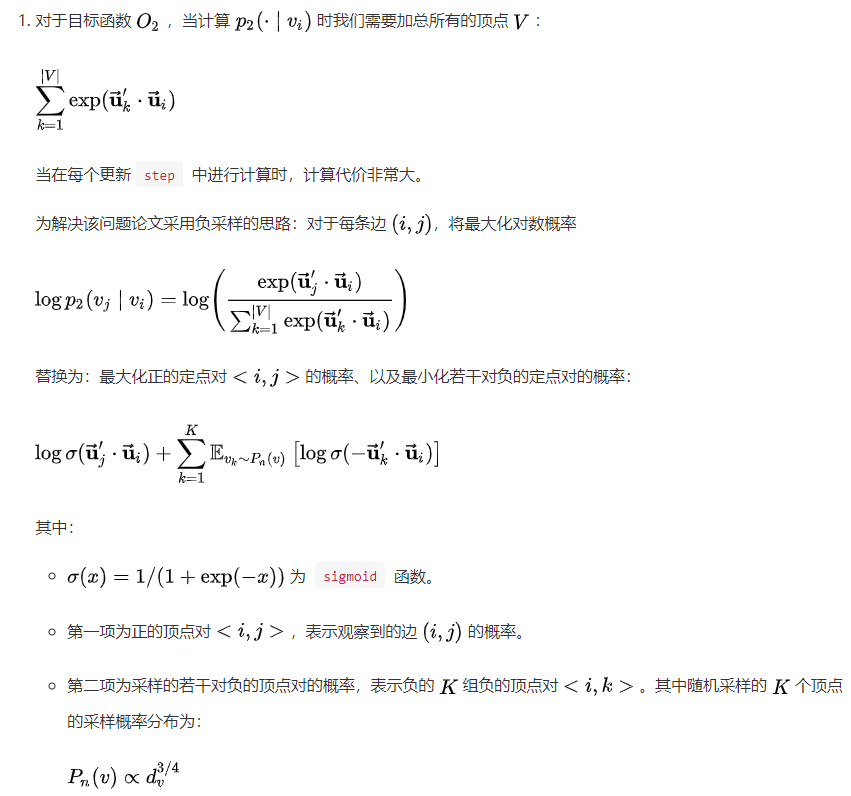 1. 对于目标函数 $O_2$ ，当计算 $p_2(\cdot \mid v_i)$ 时我们需要加总所有的顶点 $V$ ：
$\sum_{k=1}^{|V|} \exp(\vec{\mathbf{u}}_k' \cdot \vec{\mathbf{u}}_i)$
当在每个更新 step 中进行计算时，计算代价非常大。
为解决该问题论文采用负采样的思路：对于每条边 $(i, j)$，将最大化对数概率
$\log p_2(v_j \mid v_i) = \log\left(\frac{\exp(\vec{\mathbf{u}}_j' \cdot \vec{\mathbf{u}}_i)}{\sum_{k=1}^{|V|} \exp(\vec{\mathbf{u}}_k' \cdot \vec{\mathbf{u}}_i)}\right)$
替换为：最大化正的定点对 $< i, j >$ 的概率、以及最小化若干对负的定点对的概率：
$\log \sigma(\vec{\mathbf{u}}_j' \cdot \vec{\mathbf{u}}_i) + \sum_{k=1}^{K} \mathbb{E}_{v_k \sim P_n(v)} \left[\log \sigma(-\vec{\mathbf{u}}_k' \cdot \vec{\mathbf{u}}_i)\right]$
其中：
○ $\sigma(x) = 1/(1 + \exp(-x))$ 为 sigmoid 函数。
○ 第一项为正的顶点对 $< i, j >$ ，表示观察到的边 $(i, j)$ 的概率。
○ 第二项为采样的若干对负的顶点对的概率，表示负的 $K$ 组负的顶点对 $< i, k >$ 。其中随机采样的 $K$ 个顶点
的采样概率分布为：
$P_n(v) \propto d_v^{3/4}$